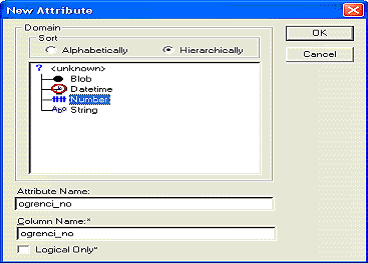 New Attribute
Domain
Sort
Alphabetically
Hierarchically
OK
Cancel
? <unknown>
Blob
Datetime
Number
Abc String
Attribute Name:
ogrenci_no
Column Name:*
ogrenci_no
Logical Only*